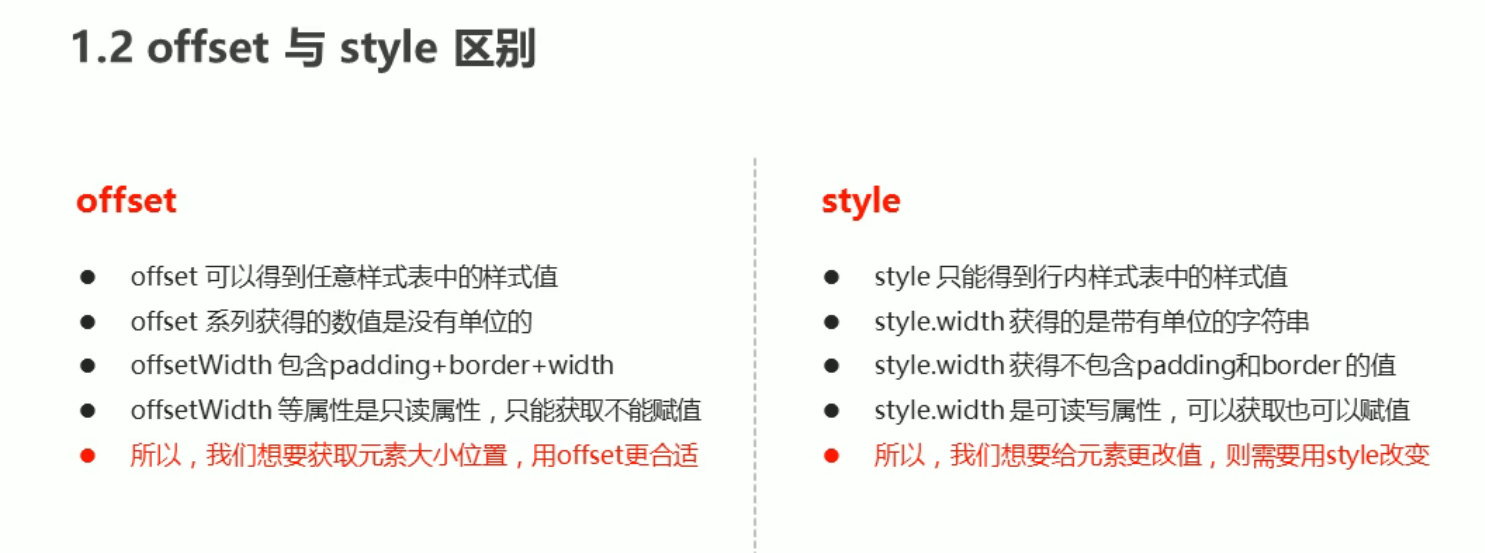 1.2 offset 与 style 区别
offset
● offset 可以得到任意样式表中的样式值
● offset 系列获得的数值是没有单位的
● offsetWidth 包含padding+border+width
● offsetWidth 等属性是只读属性，只能获取不能赋值
● 所以，我们想要获取元素大小位置，用offset更合适
style
● style 只能得到行内样式表中的样式值
● style.width 获得的是带有单位的字符串
● style.width 获得不包含padding和border 的值
● style.width 是可读写属性，可以获取也可以赋值
● 所以，我们想要给元素更改值，则需要用style改变